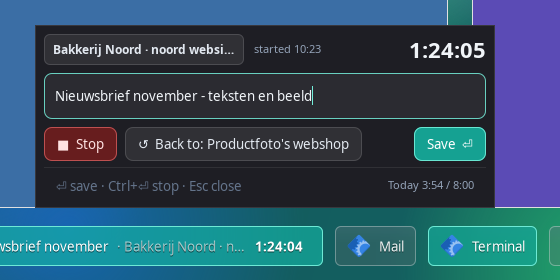 Bakkerij Noord · noord websi... started 10:23 1:24:05
Nieuwsbrief november - teksten en beeld
■ Stop ↺ Back to: Productfoto's webshop Save ⏎
⏎ save · Ctrl+⏎ stop · Esc close Today 3:54 / 8:00
wsbrief november · Bakkerij Noord · n... 1:24:04 Mail Terminal